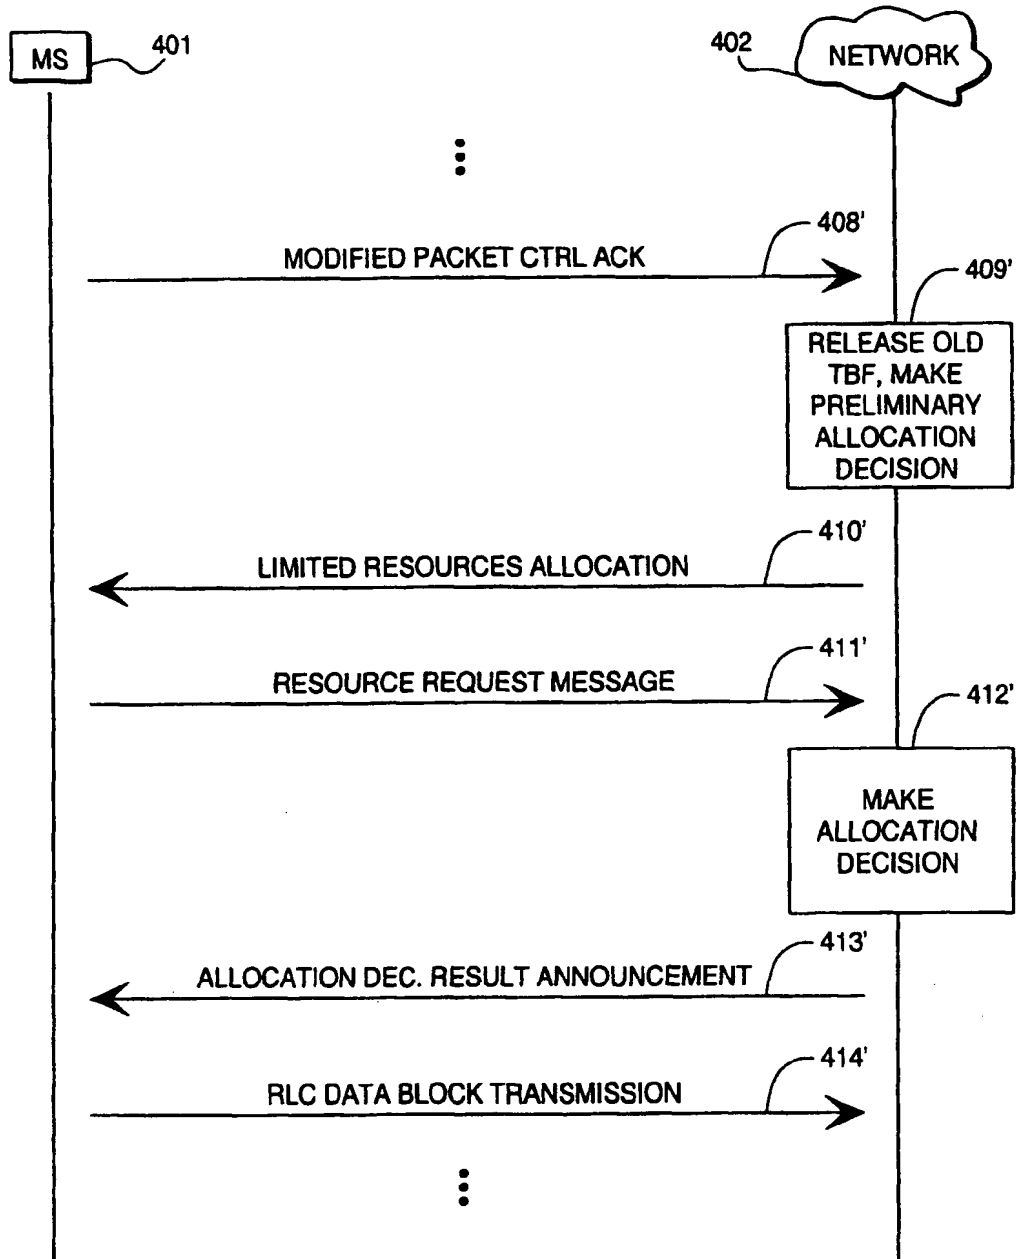 MS
401
402
NETWORK
408'
MODIFIED PACKET CTRL ACK
409'
RELEASE OLD
TBF, MAKE
PRELIMINARY
ALLOCATION
DECISION
410'
LIMITED RESOURCES ALLOCATION
411'
RESOURCE REQUEST MESSAGE
412'
MAKE
ALLOCATION
DECISION
413'
ALLOCATION DEC. RESULT ANNOUNCEMENT
414'
RLC DATA BLOCK TRANSMISSION